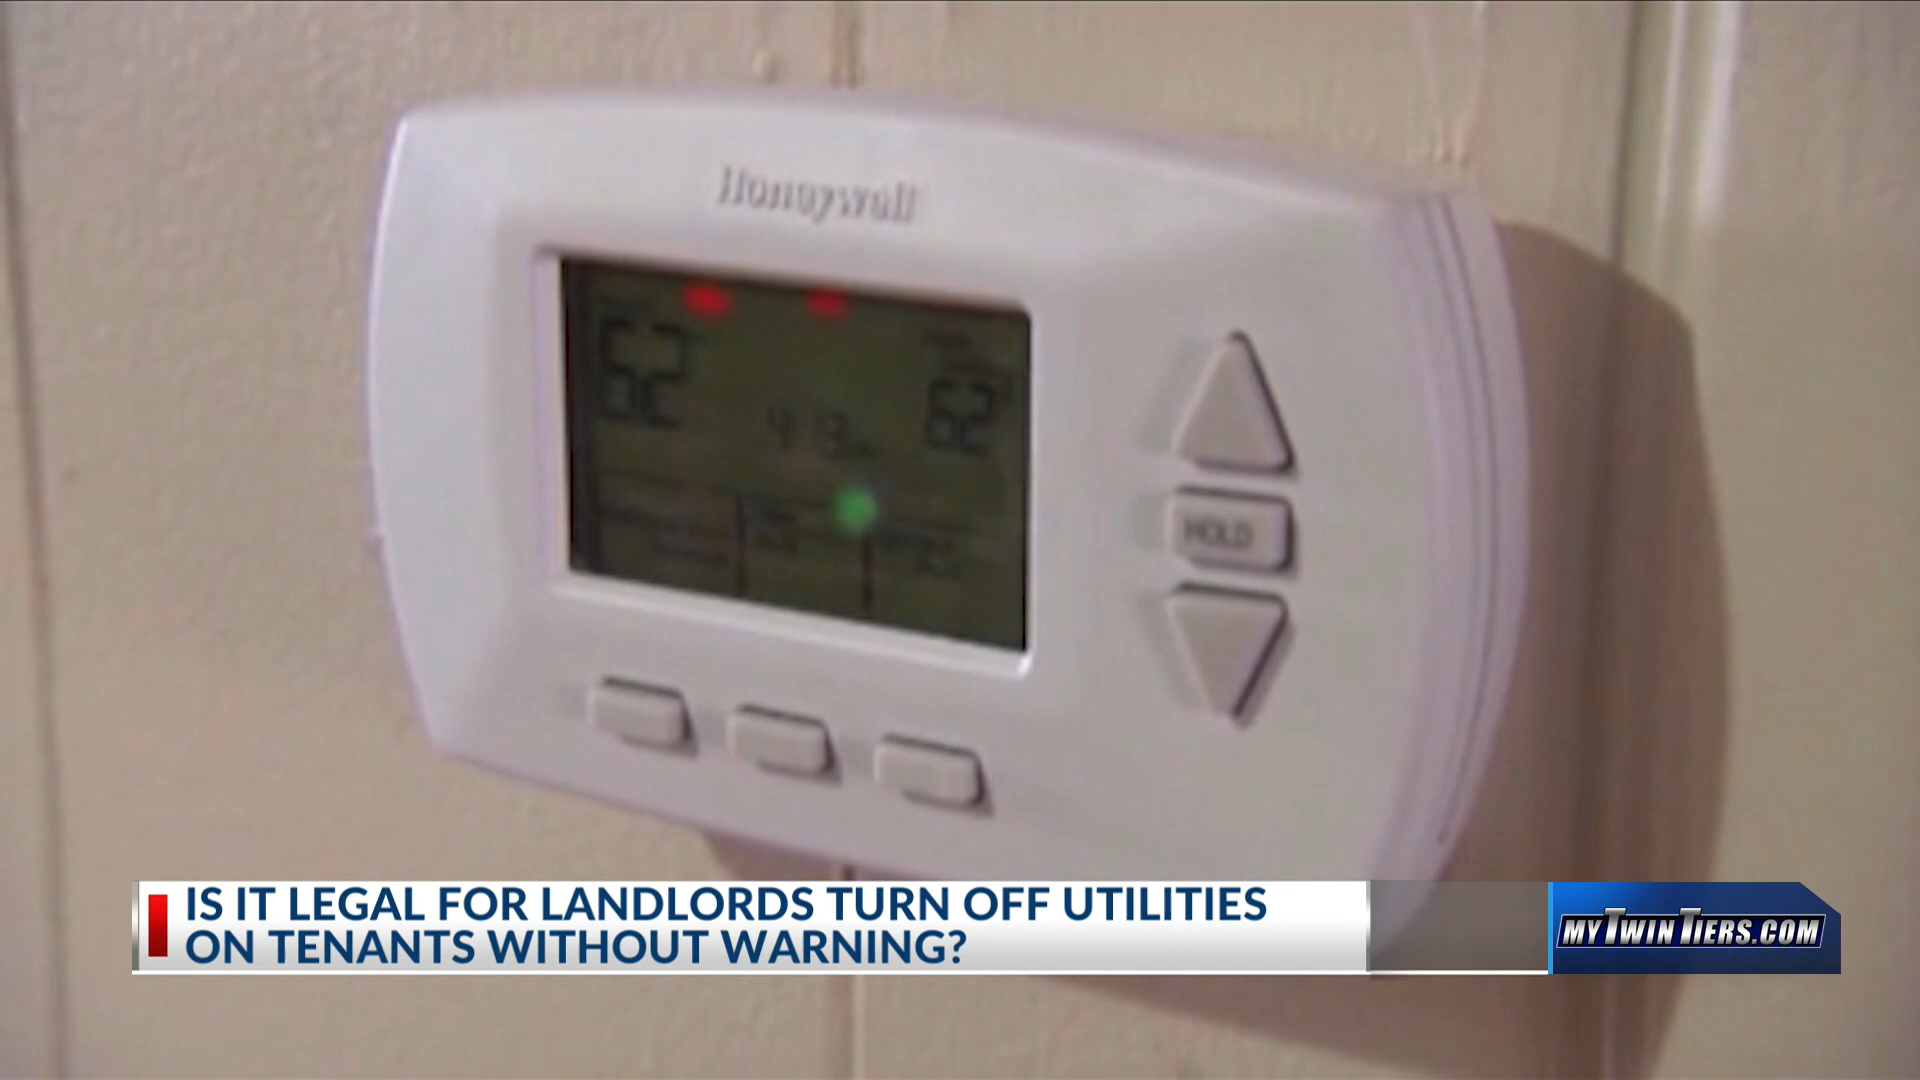 Honeywell
62
62
HOLD
IS IT LEGAL FOR LANDLORDS TURN OFF UTILITIES
ON TENANTS WITHOUT WARNING?
MYTWINTIERS.COM